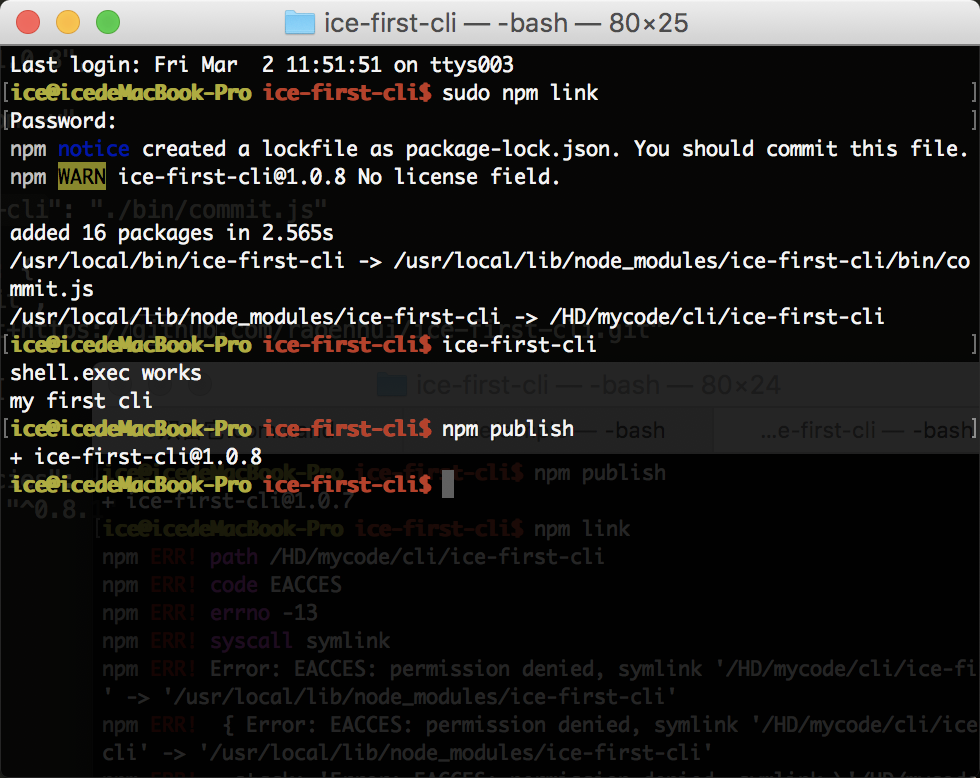 ice-first-cli — -bash — 80×25
Last login: Fri Mar  2 11:51:51 on ttys003
[ice@icedeMacBook-Pro ice-first-cli$ sudo npm link ]
[Password: ]
npm notice created a lockfile as package-lock.json. You should commit this file.
npm WARN ice-first-cli@1.0.8 No license field.
-cli": "./bin/commit.js"
added 16 packages in 2.565s
/usr/local/bin/ice-first-cli -> /usr/local/lib/node_modules/ice-first-cli/bin/co
mmit.js
/usr/local/lib/node_modules/ice-first-cli -> /HD/mycode/cli/ice-first-cli
[ice@icedeMacBook-Pro ice-first-cli$ ice-first-cli ]
shell.exec works
ice-first-cli — -bash — 80×24
my first cli
[ice@icedeMacBook-Pro ice-first-cli$ npm publish ]
-bash ...e-first-cli — -bash
+ ice-first-cli@1.0.8
ice@icedeMacBook-Pro ice-first-cli$
ice@icedeMacBook-Pro ice-first-cli$ npm publish
"^0.8.
+ ice-first-cli@1.0.7
[ice@icedeMacBook-Pro ice-first-cli$ npm link
npm ERR! path /HD/mycode/cli/ice-first-cli
npm ERR! code EACCES
npm ERR! errno -13
npm ERR! syscall symlink
npm ERR! Error: EACCES: permission denied, symlink '/HD/mycode/cli/ice-fi
' -> '/usr/local/lib/node_modules/ice-first-cli'
npm ERR!  { Error: EACCES: permission denied, symlink '/HD/mycode/cli/ice
cli' -> '/usr/local/lib/node_modules/ice-first-cli'